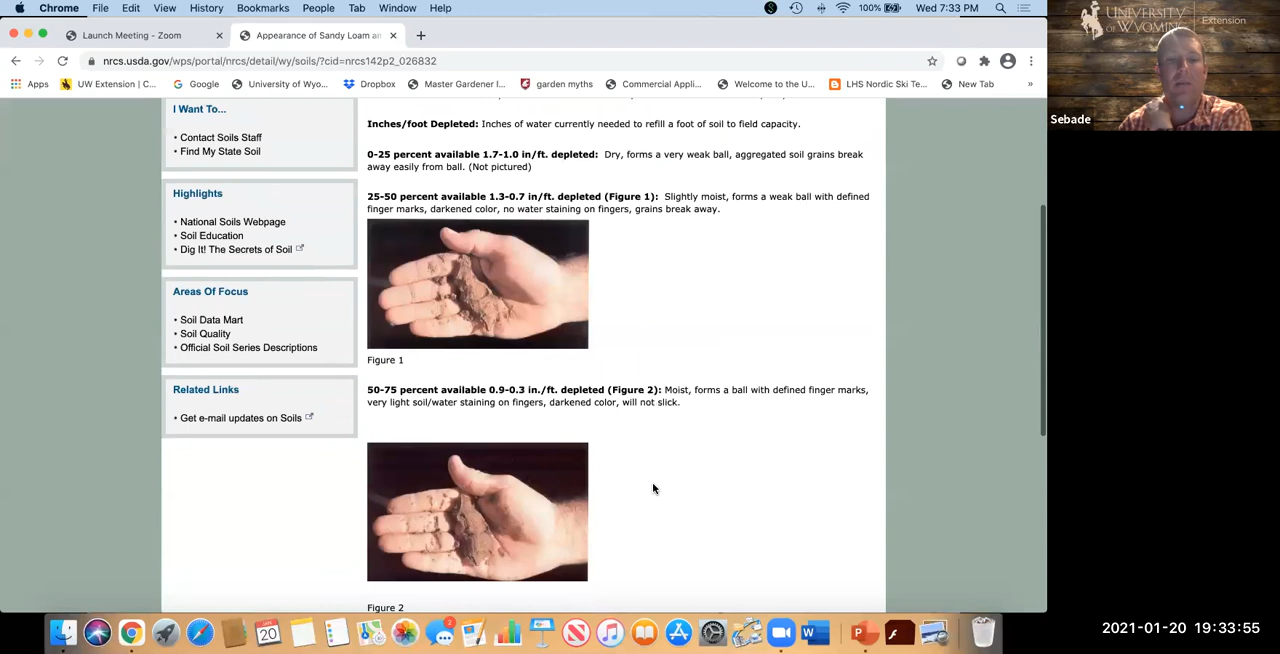 Chrome File Edit View History Bookmarks People Tab Window Help 100% Wed 7:33 PM
Launch Meeting - Zoom Appearance of Sandy Loam an
nrcs.usda.gov/wps/portal/nrcs/detail/wy/soils/?cid=nrcs142p2_026832
Apps UW Extension | C... Google University of Wyo... Dropbox Master Gardener I... garden myths Commercial Appli... Welcome to the U... LHS Nordic Ski Te... New Tab »
I Want To...
• Contact Soils Staff
• Find My State Soil
Highlights
• National Soils Webpage
• Soil Education
• Dig It! The Secrets of Soil
Areas Of Focus
• Soil Data Mart
• Soil Quality
• Official Soil Series Descriptions
Related Links
• Get e-mail updates on Soils
Inches/foot Depleted: Inches of water currently needed to refill a foot of soil to field capacity.
0-25 percent available 1.7-1.0 in/ft. depleted: Dry, forms a very weak ball, aggregated soil grains break
away easily from ball. (Not pictured)
25-50 percent available 1.3-0.7 in/ft. depleted (Figure 1): Slightly moist, forms a weak ball with defined
finger marks, darkened color, no water staining on fingers, grains break away.
Figure 1
50-75 percent available 0.9-0.3 in./ft. depleted (Figure 2): Moist, forms a ball with defined finger marks,
very light soil/water staining on fingers, darkened color, will not slick.
Figure 2
UNIVERSITY
OF WYOMING
Extension
Sebade
JAN
20
2
2021-01-20 19:33:55